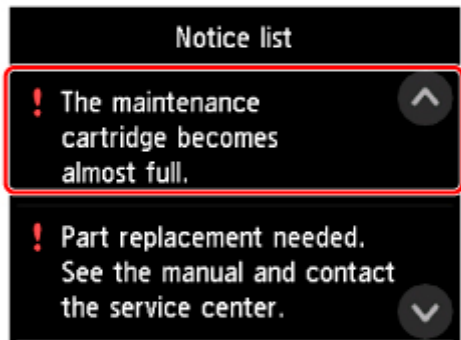 Notice list
! The maintenance
cartridge becomes
almost full.
! Part replacement needed.
See the manual and contact
the service center.